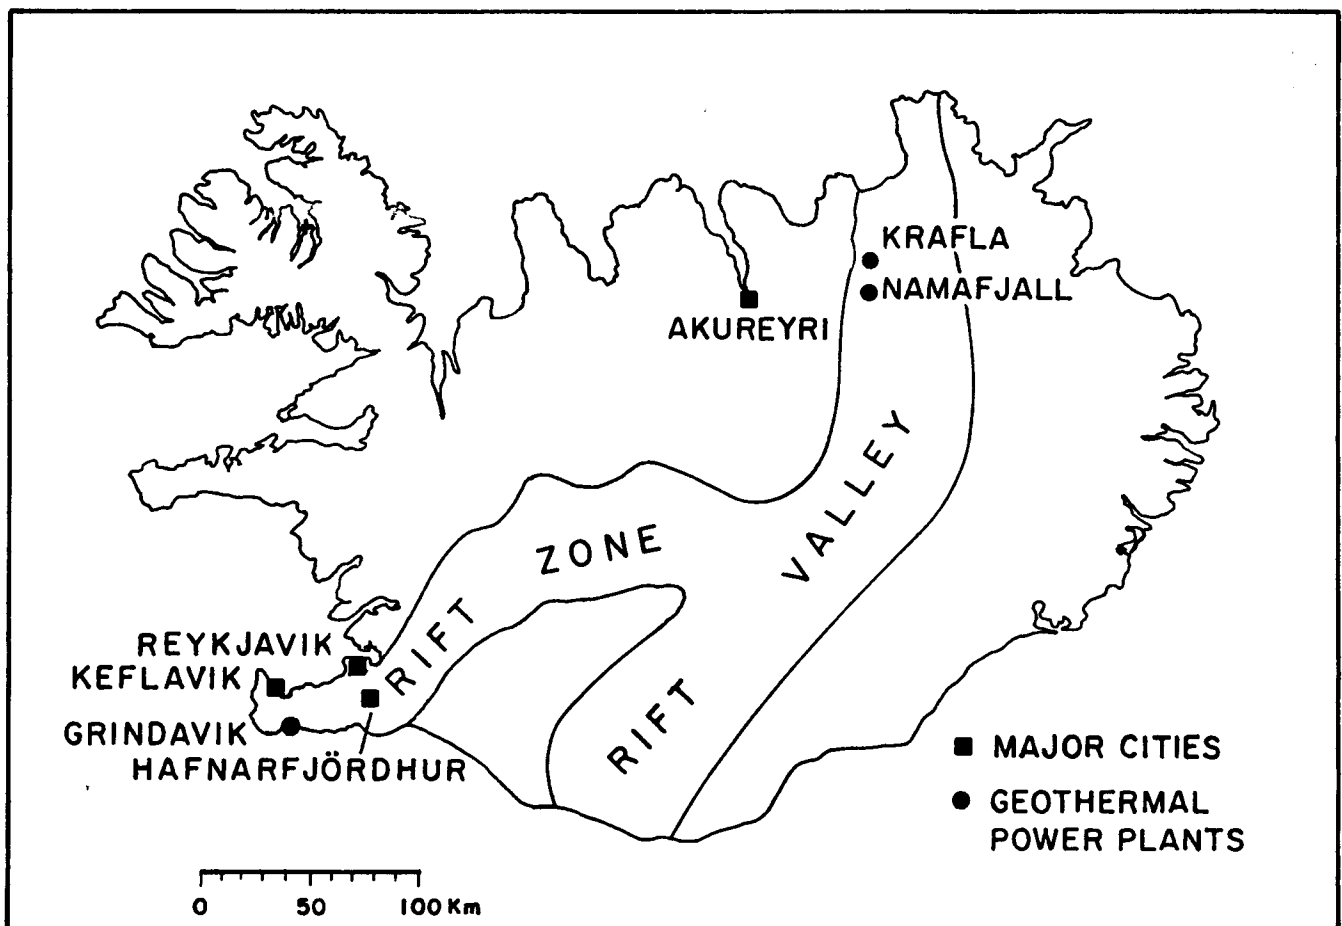 KRAFLA
NAMAFJALL
AKUREYRI
RIFT ZONE
RIFT VALLEY
REYKJAVIK
KEFLAVIK
GRINDAVIK
HAFNARFJÖRDHUR
MAJOR CITIES
GEOTHERMAL
POWER PLANTS
0 50 100 Km